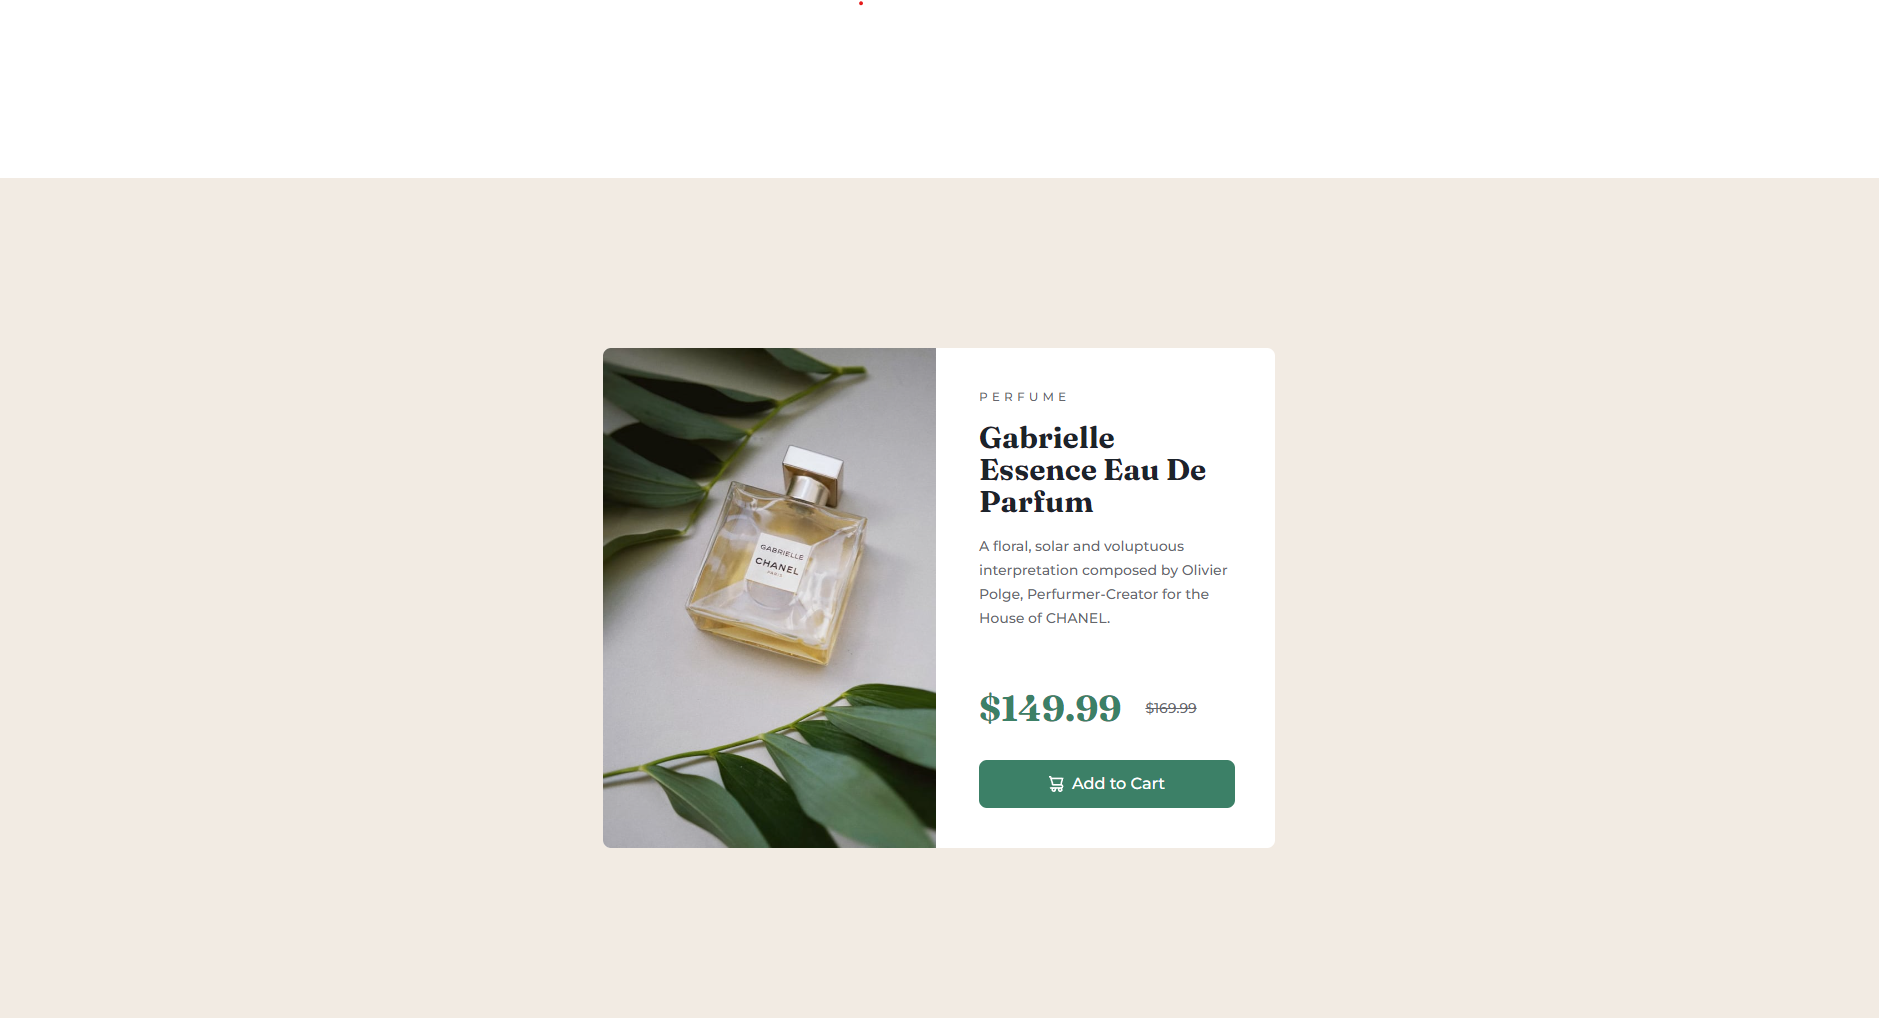 GABRIELLE
CHANEL
PARIS
PERFUME
Gabrielle
Essence Eau De
Parfum
A floral, solar and voluptuous
interpretation composed by Olivier
Polge, Perfurmer-Creator for the
House of CHANEL.
$149.99 $169.99
Add to Cart